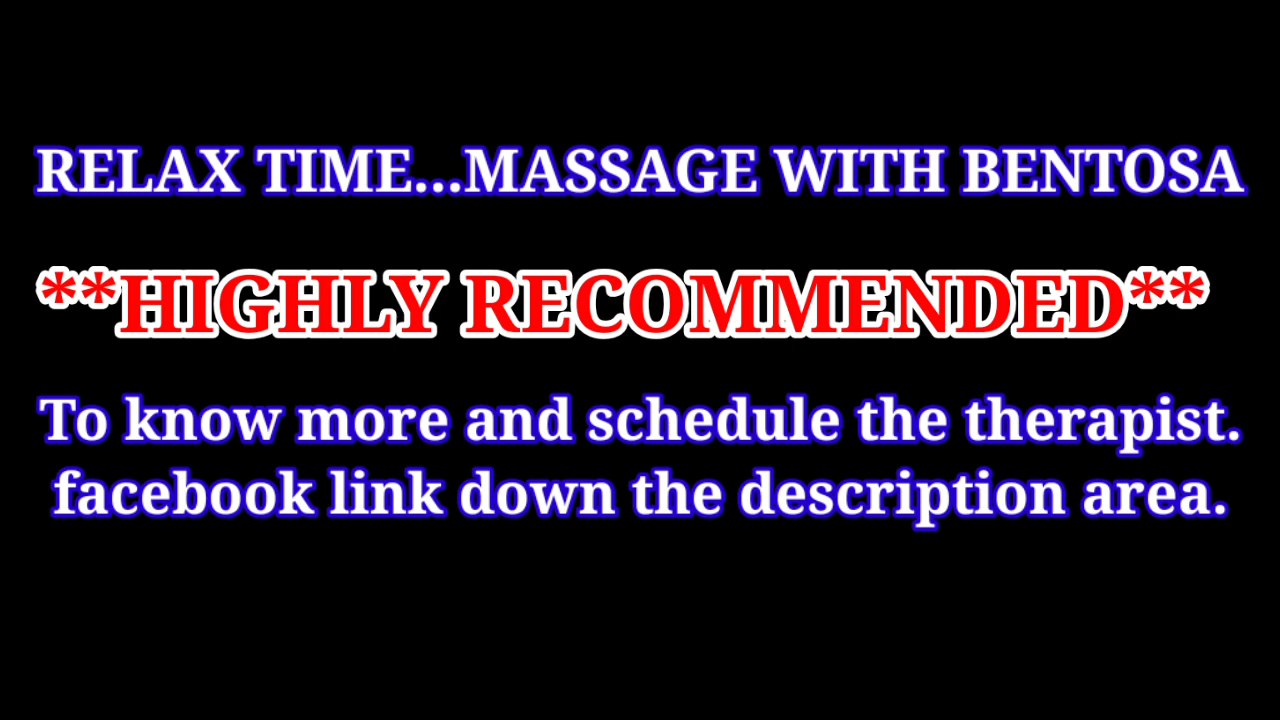 RELAX TIME...MASSAGE WITH BENTOSA
**HIGHLY RECOMMENDED**
To know more and schedule the therapist.
facebook link down the description area.